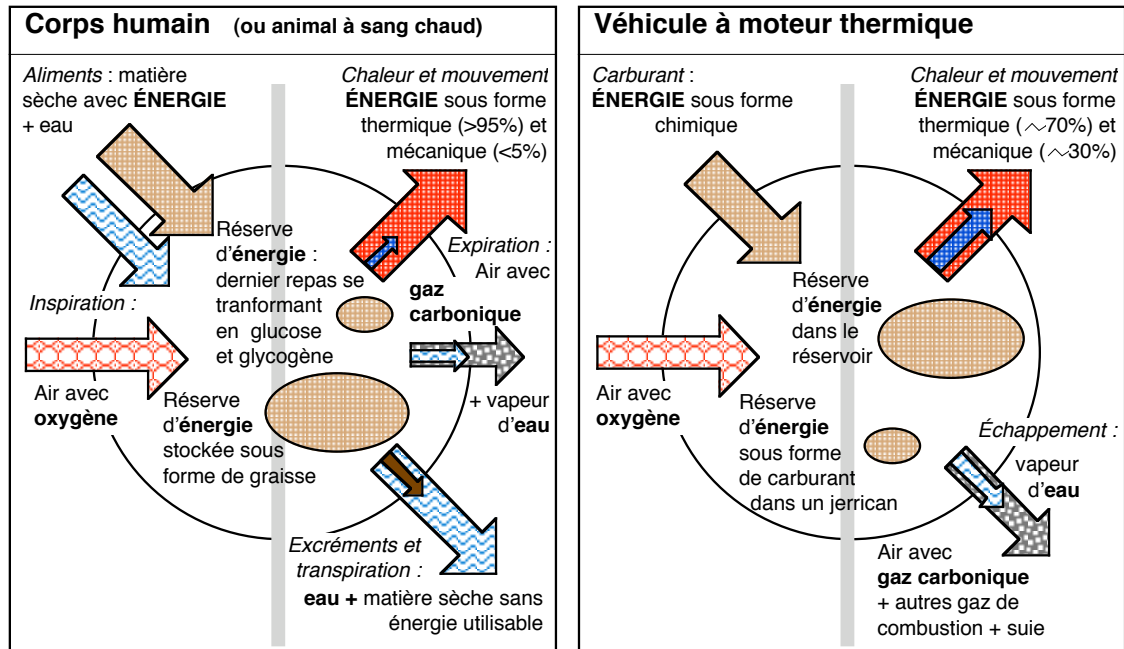 Corps humain (ou animal à sang chaud)
Aliments : matière
sèche avec ÉNERGIE
+ eau
Chaleur et mouvement
ÉNERGIE sous forme
thermique (>95%) et
mécanique (<5%)
Réserve
d'énergie :
dernier repas se
tranformant
en glucose
et glycogène
Expiration :
Air avec
gaz
carbonique
+ vapeur
d'eau
Inspiration :
Air avec
oxygène
Réserve
d'énergie
stockée sous
forme de graisse
Excréments et
transpiration :
eau + matière sèche sans
énergie utilisable
Véhicule à moteur thermique
Carburant :
ÉNERGIE sous forme
chimique
Chaleur et mouvement
ÉNERGIE sous forme
thermique (~70%) et
mécanique (~30%)
Réserve
d'énergie
dans le
réservoir
Air avec
oxygène
Réserve
d'énergie
sous forme
de carburant
dans un jerrican
Échappement :
vapeur
d'eau
Air avec
gaz carbonique
+ autres gaz de
combustion + suie